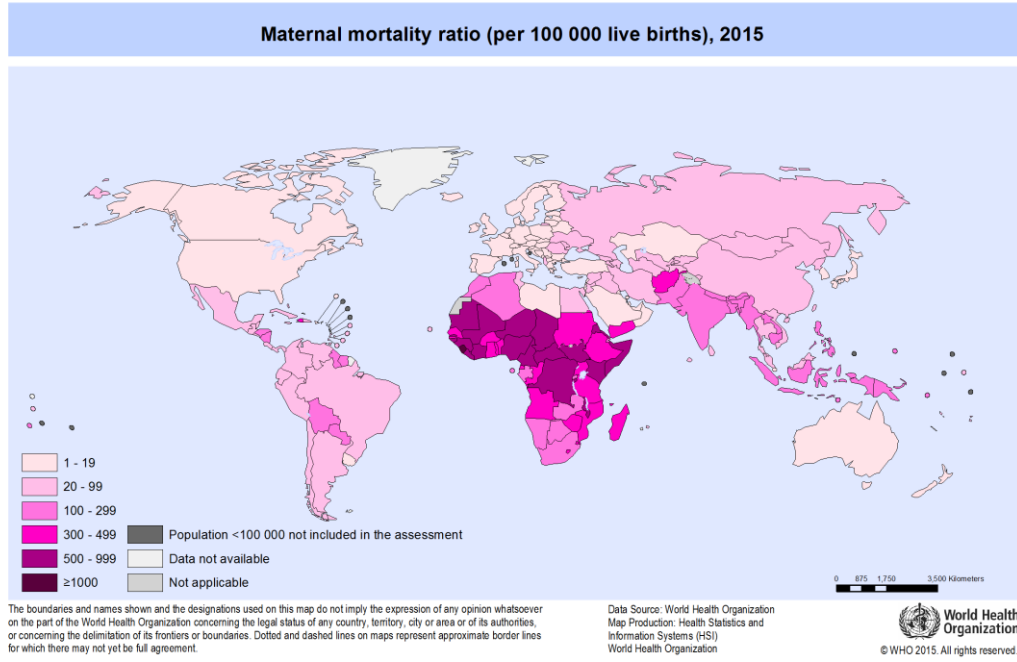 Maternal mortality ratio (per 100 000 live births), 2015
1 - 19
20 - 99
100 - 299
300 - 499
500 - 999
≥1000
Population <100 000 not included in the assessment
Data not available
Not applicable
0 875 1,750 3,500 Kilometers
The boundaries and names shown and the designations used on this map do not imply the expression of any opinion whatsoever
on the part of the World Health Organization concerning the legal status of any country, territory, city or area or of its authorities,
or concerning the delimitation of its frontiers or boundaries. Dotted and dashed lines on maps represent approximate border lines
for which there may not yet be full agreement.
Data Source: World Health Organization
Map Production: Health Statistics and
Information Systems (HSI)
World Health Organization
World Health
Organization
© WHO 2015. All rights reserved.